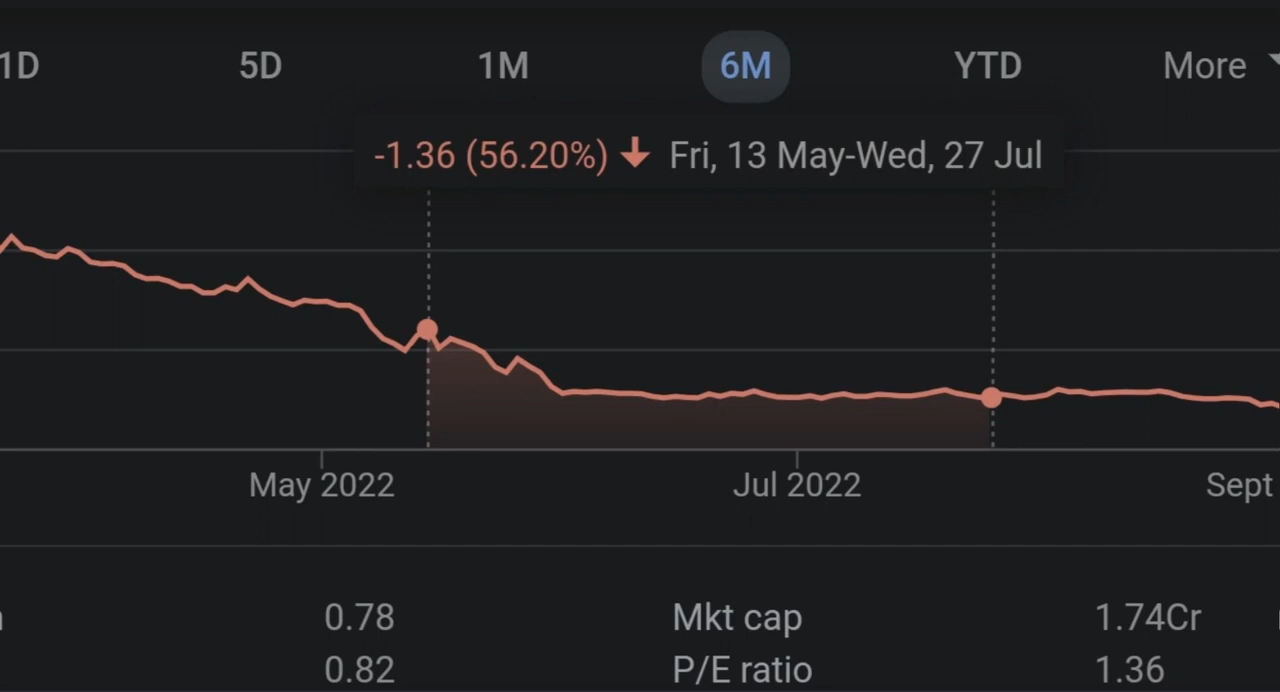 1D 5D 1M 6M YTD More
-1.36 (56.20%) Fri, 13 May-Wed, 27 Jul
May 2022 Jul 2022 Sept
0.78 Mkt cap 1.74Cr
0.82 P/E ratio 1.36